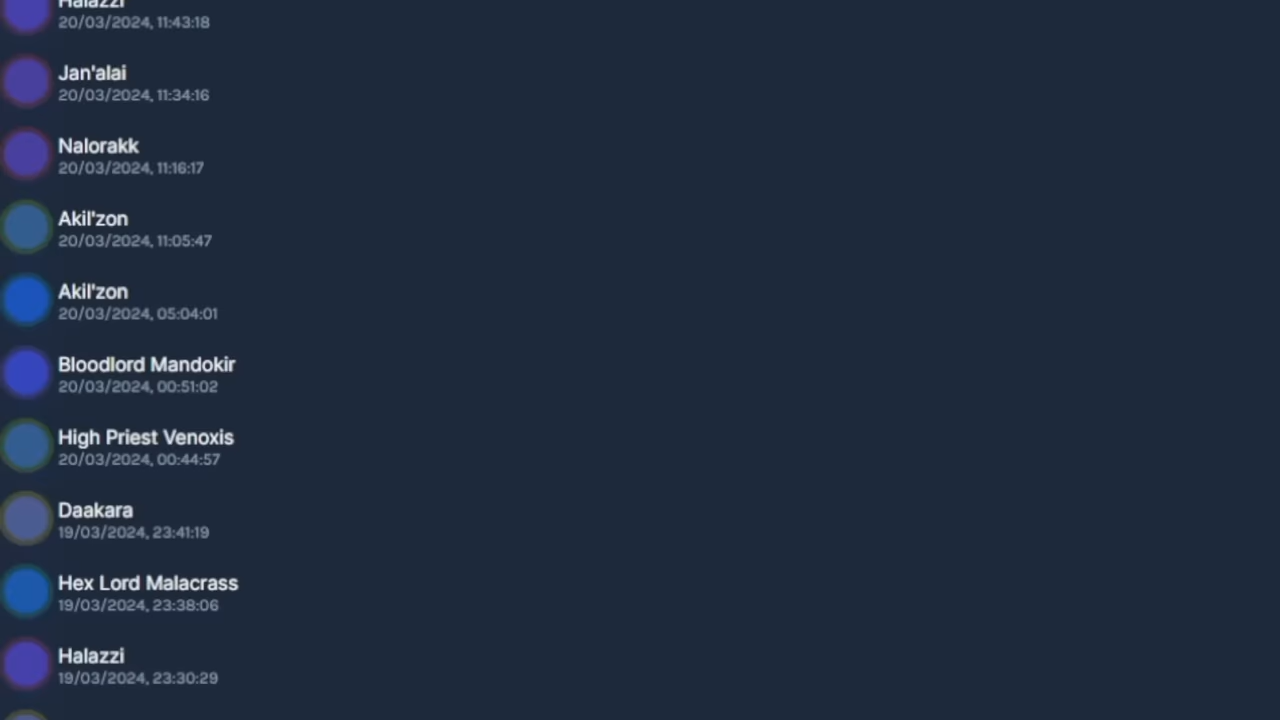 Halazzi
20/03/2024, 11:43:18
Jan'alai
20/03/2024, 11:34:16
Nalorakk
20/03/2024, 11:16:17
Akil'zon
20/03/2024, 11:05:47
Akil'zon
20/03/2024, 05:04:01
Bloodlord Mandokir
20/03/2024, 00:51:02
High Priest Venoxis
20/03/2024, 00:44:57
Daakara
19/03/2024, 23:41:19
Hex Lord Malacrass
19/03/2024, 23:38:06
Halazzi
19/03/2024, 23:30:29